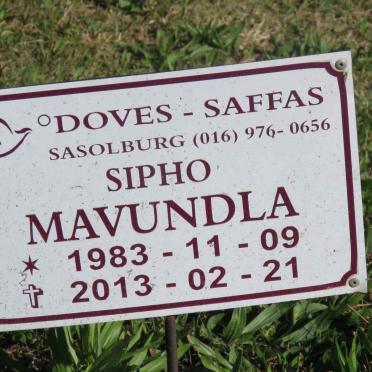 °DOVES - SAFFAS
SASOLBURG (016) 976- 0656
SIPHO
MAVUNDLA
1983 - 11 - 09
2013 - 02 - 21